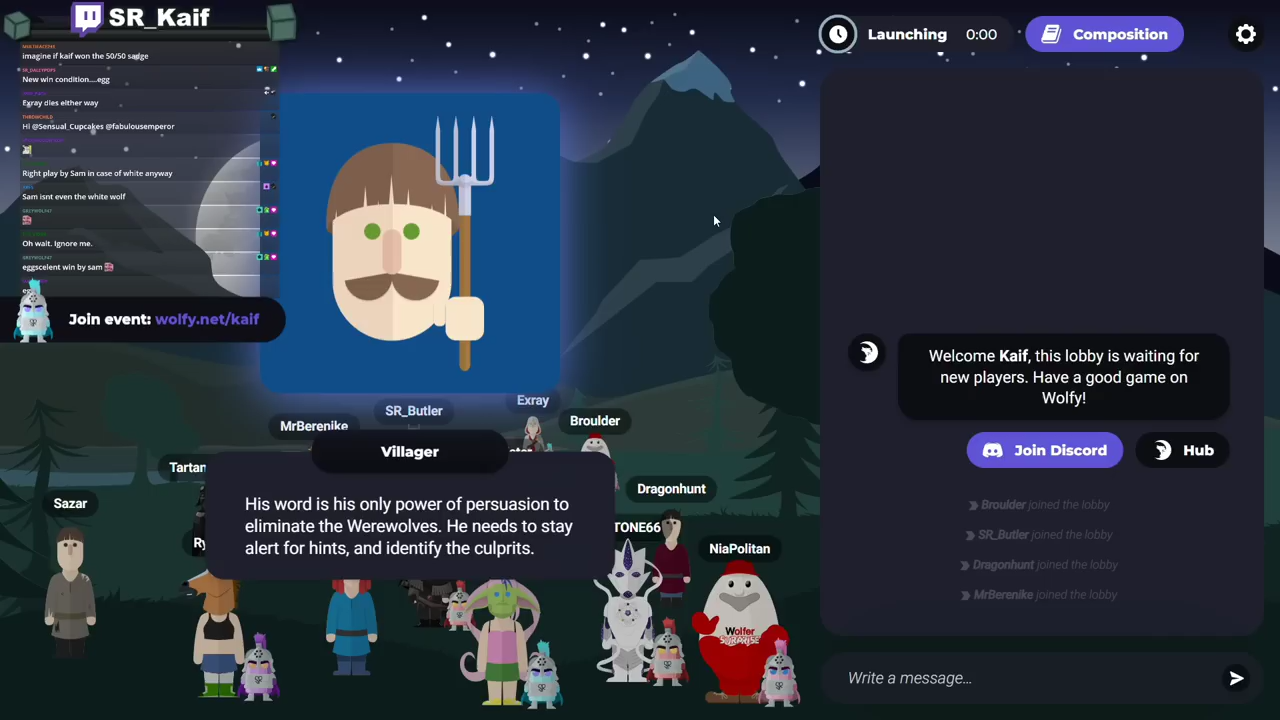 SR_Kaif
imagine if kaif won the 50/50 sadge
New win condition....egg
Exray dies either way
Hi @Sensual_Cupcakes @fabulousemperor
Right play by Sam in case of white anyway
Sam isnt even the white wolf
Oh wait. Ignore me.
eggscelent win by sam
Join event: wolfy.net/kaif
Launching 0:00
Composition
SR_Butler
Exray
MrBerenike
Broulder
Villager
Tartan
Dragonhunt
Sazar
His word is his only power of persuasion to
eliminate the Werewolves. He needs to stay
alert for hints, and identify the culprits.
TONE66
Ry
NiaPolitan
Wolfer
SURPRISE
Welcome Kaif, this lobby is waiting for
new players. Have a good game on
Wolfy!
Join Discord
Hub
Broulder joined the lobby
SR_Butler joined the lobby
Dragonhunt joined the lobby
MrBerenike joined the lobby
Write a message...